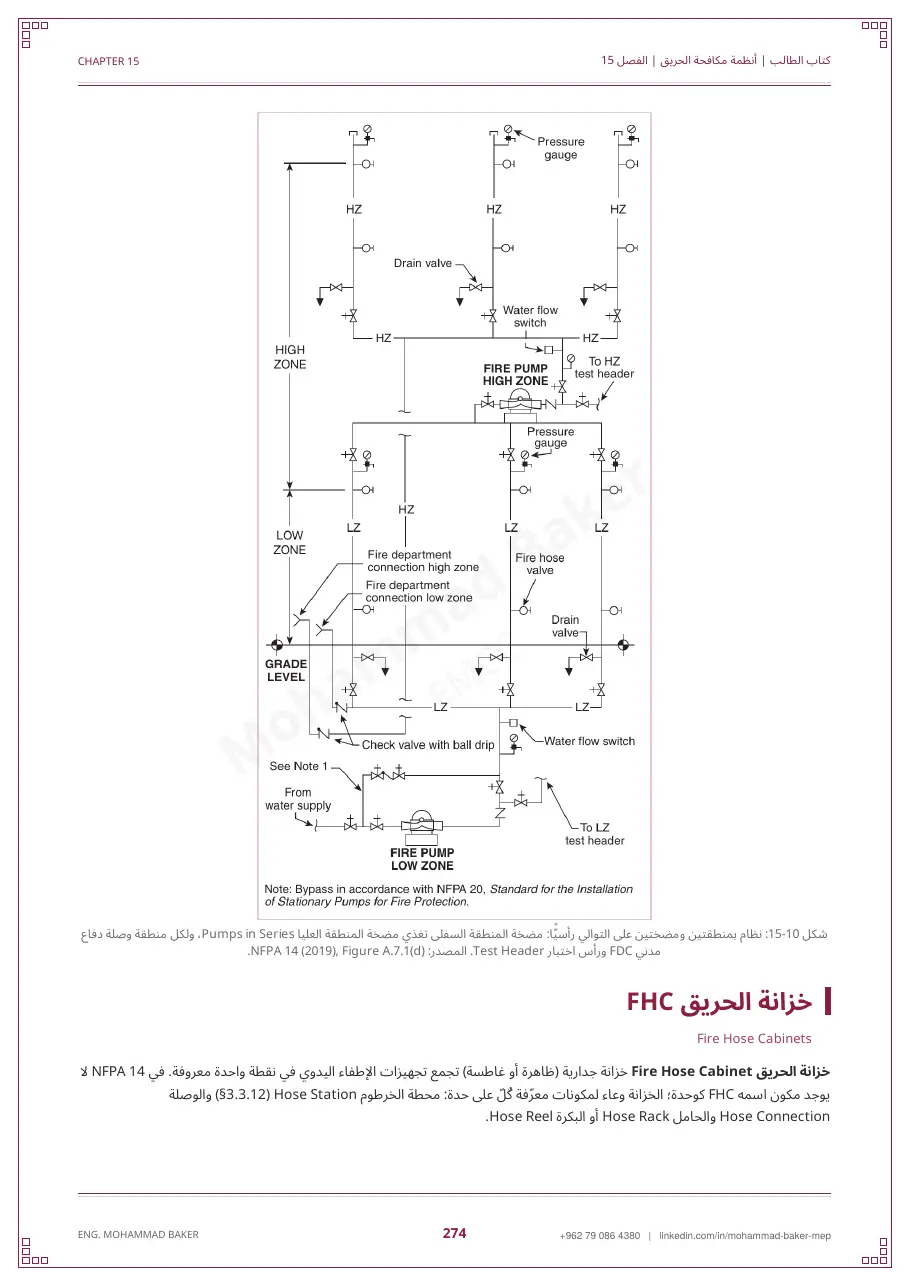 CHAPTER 15
كتاب الطالب | أنظمة مكافحة الحريق | الفصل 15
Pressure
gauge
HZ
HZ
HZ
Drain valve
Water flow
switch
HZ
HZ
HIGH
ZONE
To HZ
test header
FIRE PUMP
HIGH ZONE
Pressure
gauge
HZ
LZ
LZ
LZ
LOW
ZONE
Fire department
connection high zone
Fire hose
valve
Fire department
connection low zone
Drain
valve
GRADE
LEVEL
LZ
LZ
Check valve with ball drip
Water flow switch
See Note 1
From
water supply
To LZ
test header
FIRE PUMP
LOW ZONE
Mohammad Baker
Note: Bypass in accordance with NFPA 20, Standard for the Installation
of Stationary Pumps for Fire Protection.
شكل 10-15: نظام بمنطقتين ومضختين على التوالي رأسيًّا: مضخة المنطقة السفلى تغذي مضخة المنطقة العليا Pumps in Series، ولكل منطقة وصلة دفاع
مدني FDC ورأس اختبار Test Header. المصدر: NFPA 14 (2019), Figure A.7.1(d).
خزانة الحريق FHC
Fire Hose Cabinets
خزانة الحريق Fire Hose Cabinet خزانة جدارية (ظاهرة أو غاطسة) تجمع تجهيزات الإطفاء اليدوي في نقطة واحدة معروفة. في NFPA 14 لا
يوجد مكون اسمه FHC كوحدة؛ الخزانة وعاء لمكونات معرّفة كُلّ على حدة: محطة الخرطوم Hose Station (§3.3.12) والوصلة
Hose Connection والحامل Hose Rack أو البكرة Hose Reel.
ENG. MOHAMMAD BAKER
274
+962 79 086 4380 | linkedin.com/in/mohammad-baker-mep